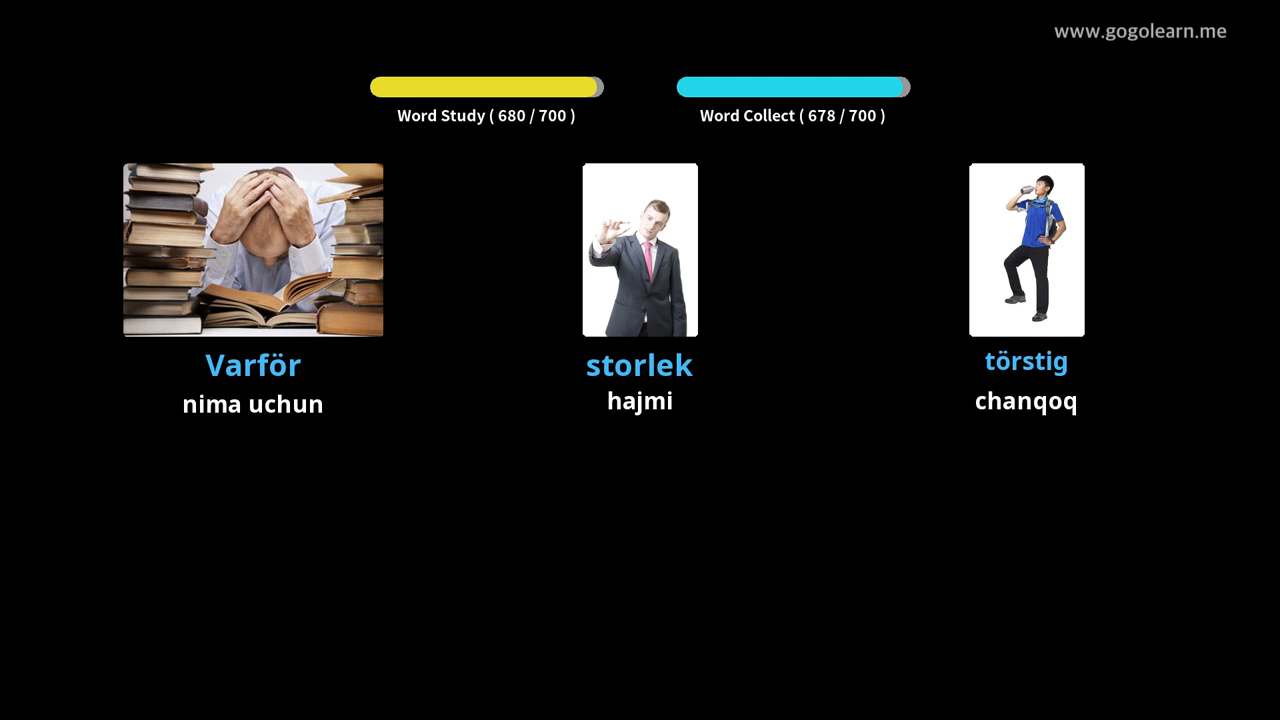 www.gogolearn.me
Word Study ( 680 / 700 )
Word Collect ( 678 / 700 )
Varför
storlek
törstig
nima uchun
hajmi
chanqoq